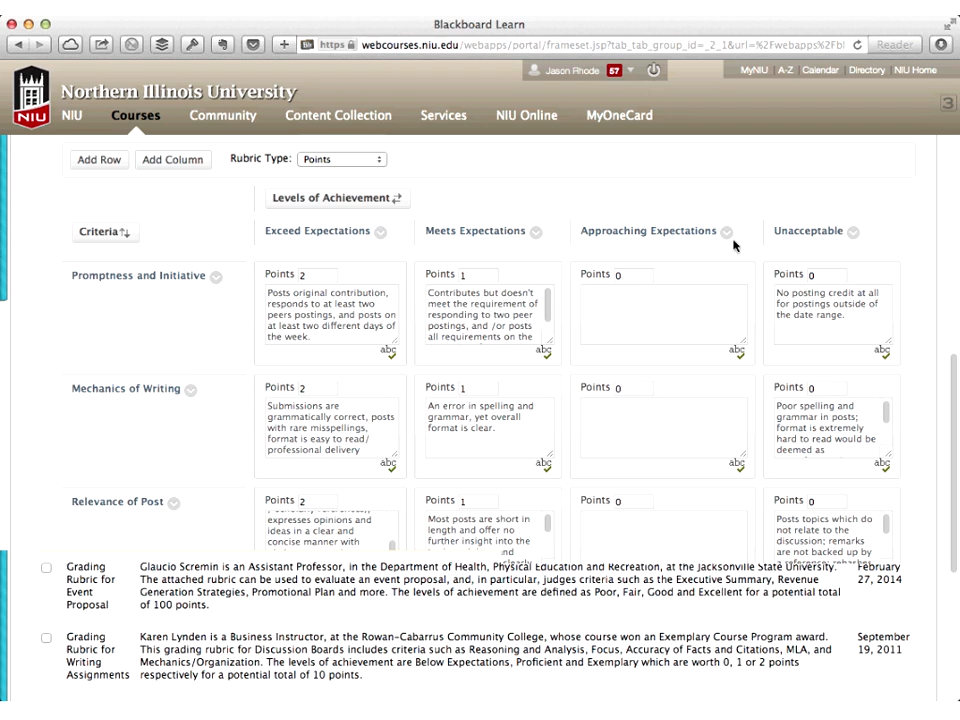 Blackboard Learn
https webcourses.niu.edu/webapps/portal/frameset.jsp?tab_tab_group_id=_2_1&url=%2Fwebapps%2Fbl
Reader
Jason Rhode 57
MyNIU A-Z Calendar Directory NIU Home
Northern Illinois University
NIU
NIU Courses Community Content Collection Services NIU Online MyOneCard
3
Add Row Add Column Rubric Type: Points
Levels of Achievement
Criteria Exceed Expectations Meets Expectations Approaching Expectations Unacceptable
Promptness and Initiative
Points 2
Posts original contribution,
responds to at least two
peers postings, and posts on
at least two different days of
the week.
abc
Points 1
Contributes but doesn't
meet the requirement of
responding to two peer
postings, and /or posts
all requirements on the
abc
Points 0
abc
Points 0
No posting credit at all
for postings outside of
the date range.
abc
Mechanics of Writing
Points 2
Submissions are
grammatically correct, posts
with rare misspellings,
format is easy to read/
professional delivery
abc
Points 1
An error in spelling and
grammar, yet overall
format is clear.
abc
Points 0
abc
Points 0
Poor spelling and
grammar in posts;
format is extremely
hard to read would be
deemed as
abc
Relevance of Post
Points 2
expresses opinions and
ideas in a clear and
concise manner with
Points 1
Most posts are short in
length and offer no
further insight into the
and
clearly
Points 0
Points 0
Posts topics which do
not relate to the
discussion; remarks
are not backed up by
Grading
Rubric for
Event
Proposal
Glaucio Scremin is an Assistant Professor, in the Department of Health, Physical Education and Recreation, at the Jacksonville State University.
The attached rubric can be used to evaluate an event proposal, and, in particular, judges criteria such as the Executive Summary, Revenue
Generation Strategies, Promotional Plan and more. The levels of achievement are defined as Poor, Fair, Good and Excellent for a potential total
of 100 points.
February
27, 2014
Grading
Rubric for
Writing
Assignments
Karen Lynden is a Business Instructor, at the Rowan-Cabarrus Community College, whose course won an Exemplary Course Program award.
This grading rubric for Discussion Boards includes criteria such as Reasoning and Analysis, Focus, Accuracy of Facts and Citations, MLA, and
Mechanics/Organization. The levels of achievement are Below Expectations, Proficient and Exemplary which are worth 0, 1 or 2 points
respectively for a potential total of 10 points.
September
19, 2011